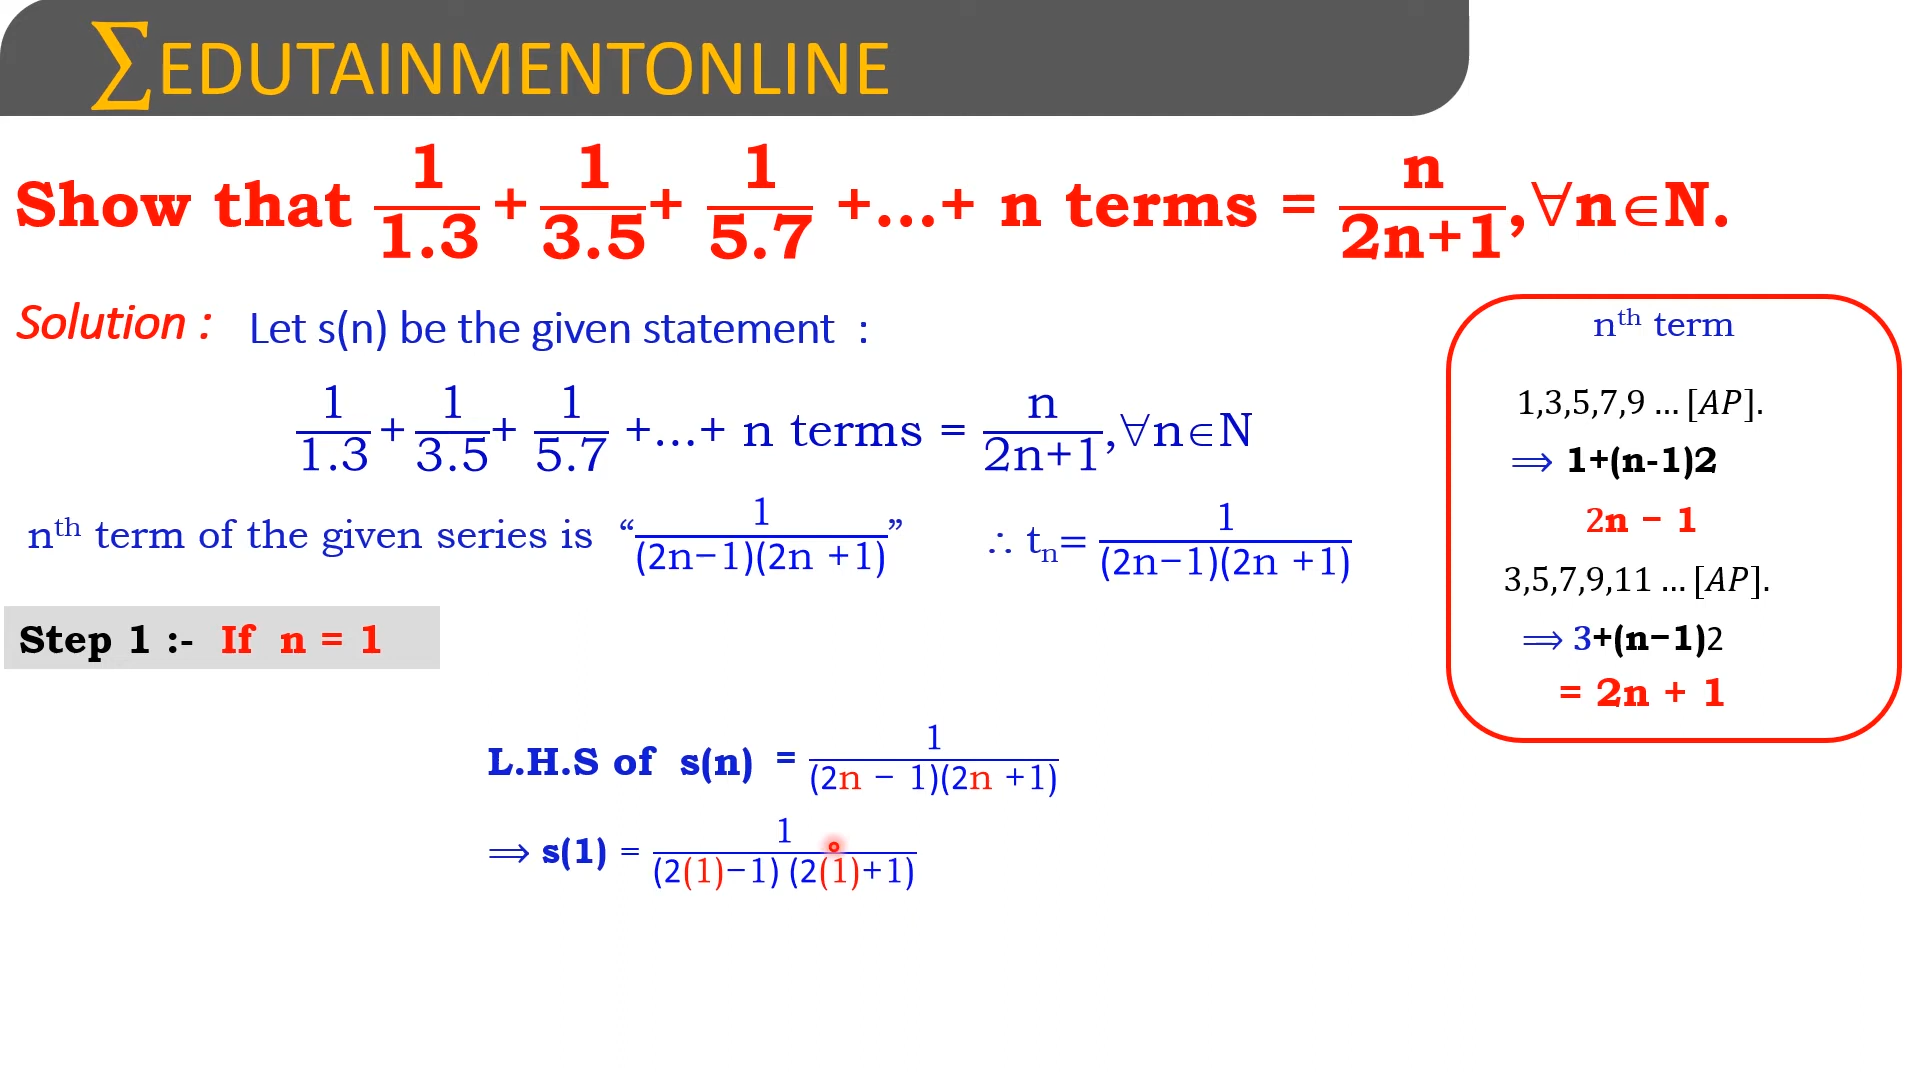 ∑EDUTAINMENTONLINE
Show that 1/1.3 + 1/3.5 + 1/5.7 +...+ n terms = n/2n+1, ∀n∈N.
Solution : Let s(n) be the given statement :
1/1.3 + 1/3.5 + 1/5.7 +...+ n terms = n/2n+1, ∀n∈N
nth term of the given series is “1/(2n−1)(2n +1)” ∴ tn= 1/(2n−1)(2n +1)
Step 1 :- If n = 1
L.H.S of s(n) = 1/(2n − 1)(2n +1)
⟹ s(1) = 1/(2(1)−1) (2(1)+1)
nth term
1,3,5,7,9 ... [AP].
⟹ 1+(n-1)2
2n − 1
3,5,7,9,11 ... [AP].
⟹ 3+(n−1)2
= 2n + 1